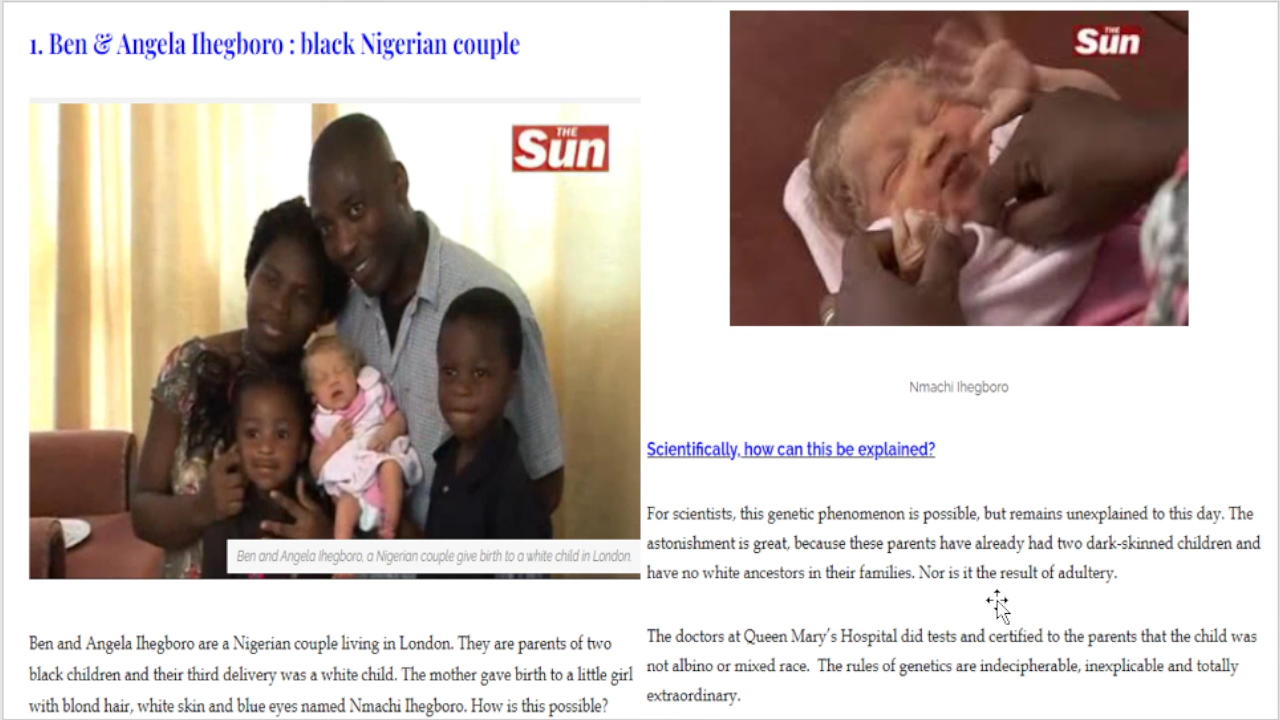 1. Ben & Angela Ihegboro : black Nigerian couple
THE
Sun
Ben and Angela Ihegboro, a Nigerian couple give birth to a white child in London.
Ben and Angela Ihegboro are a Nigerian couple living in London. They are parents of two
black children and their third delivery was a white child. The mother gave birth to a little girl
with blond hair, white skin and blue eyes named Nmachi Ihegboro. How is this possible?
THE
Sun
Nmachi Ihegboro
Scientifically, how can this be explained?
For scientists, this genetic phenomenon is possible, but remains unexplained to this day. The
astonishment is great, because these parents have already had two dark-skinned children and
have no white ancestors in their families. Nor is it the result of adultery.
The doctors at Queen Mary’s Hospital did tests and certified to the parents that the child was
not albino or mixed race.  The rules of genetics are indecipherable, inexplicable and totally
extraordinary.